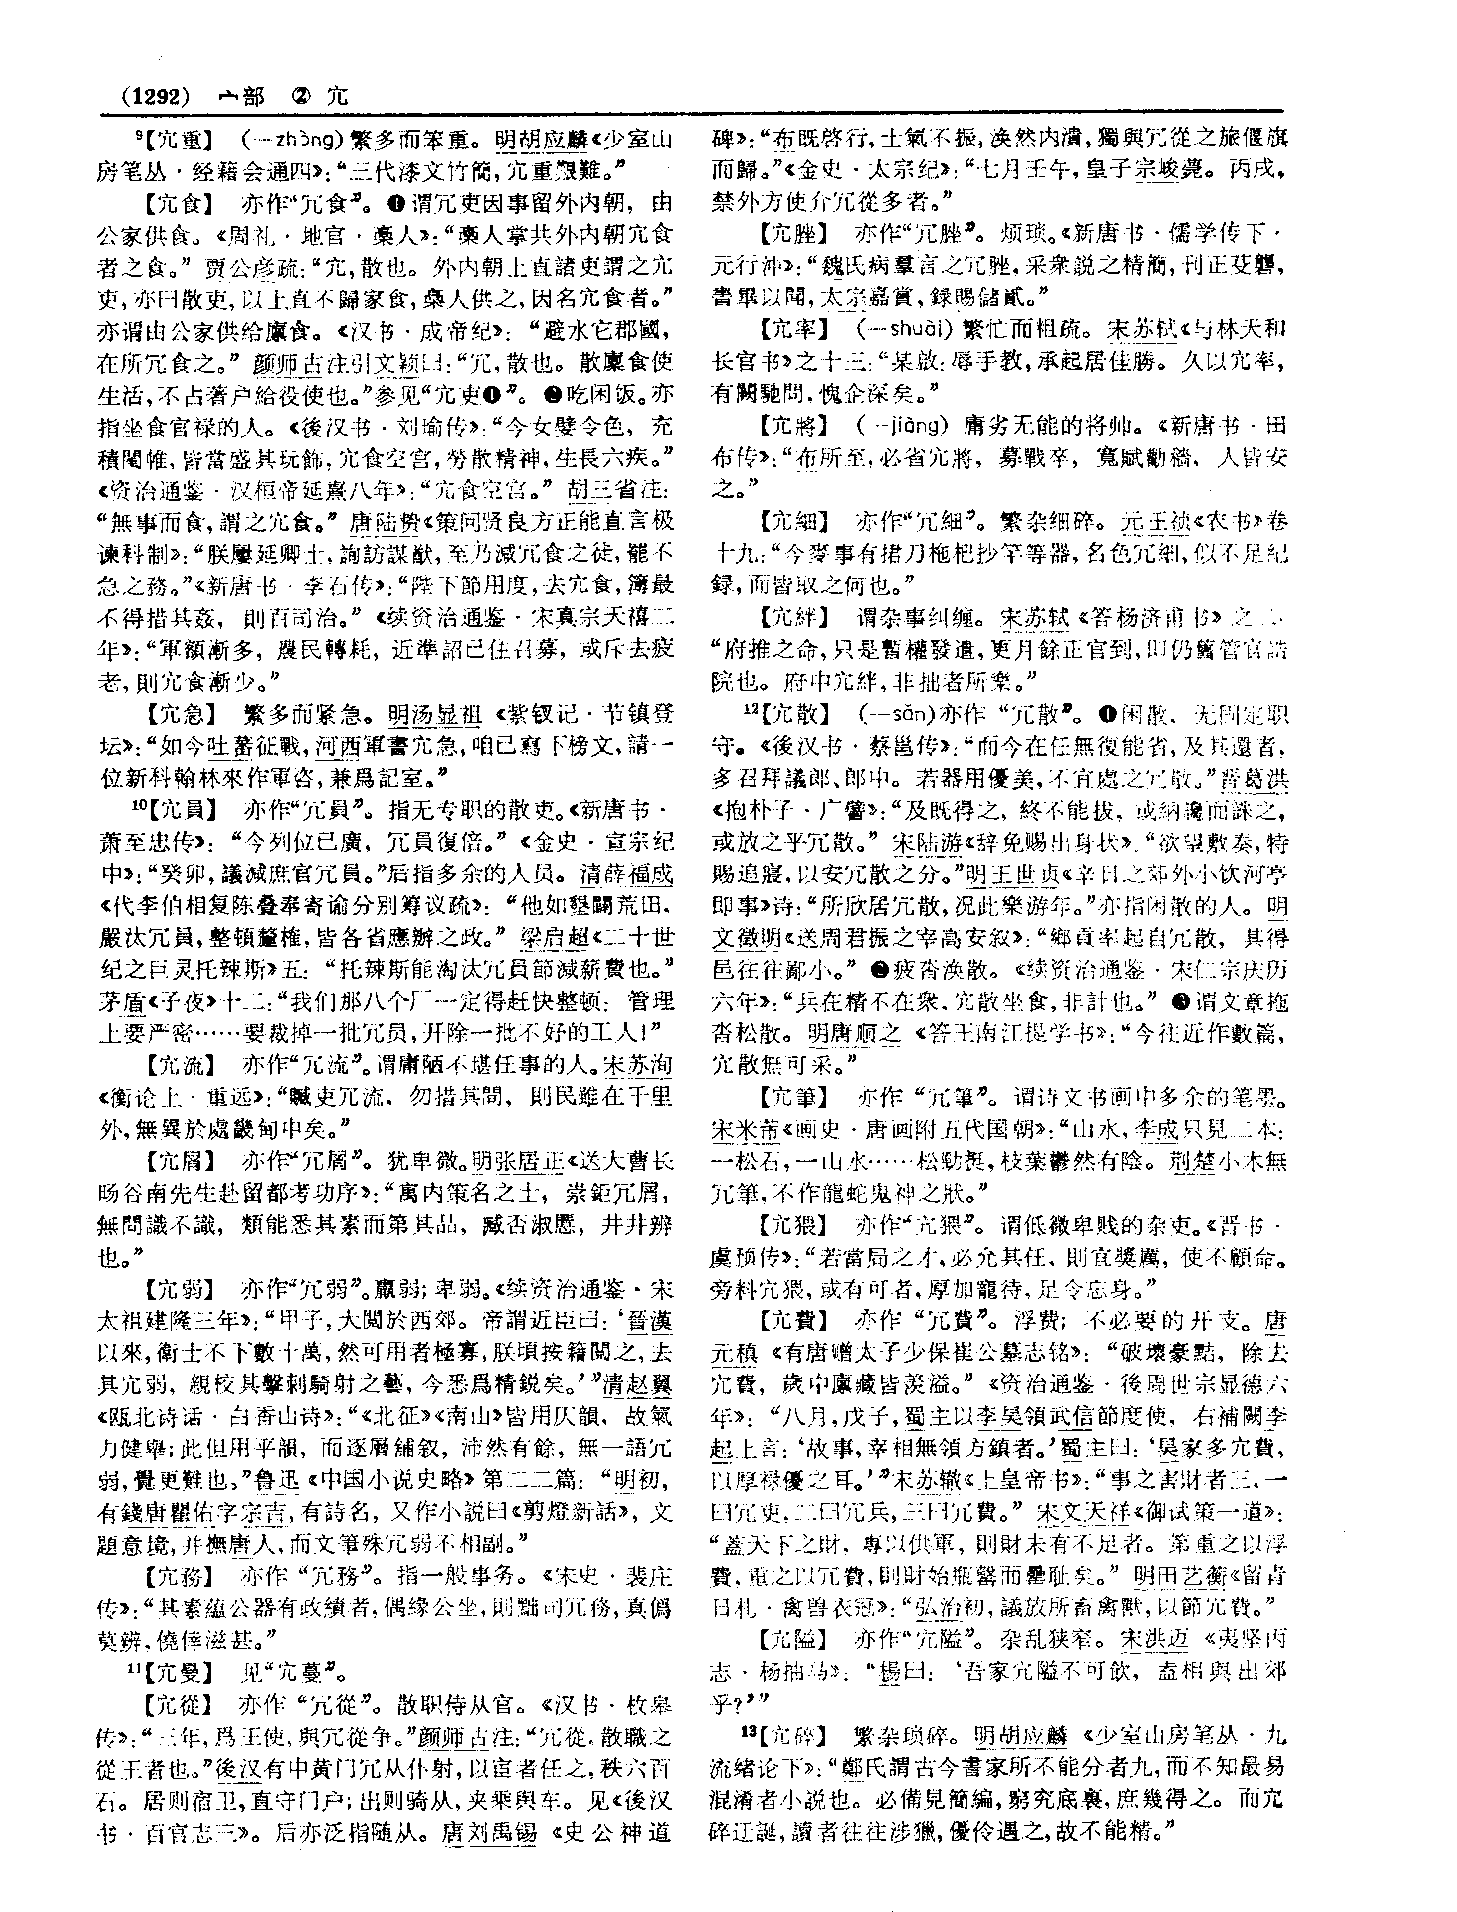 (1292) 宀部 ② 宂
⁹【宂重】 (—zhòng)繁多而笨重。明胡应麟《少室山
房笔丛·经籍会通四》：“三代漆文竹簡，宂重艱難。”
【宂食】 亦作“冗食”。❶谓冗吏因事留外内朝，由
公家供食。《周礼·地官·槀人》：“槀人掌共外内朝宂食
者之食。”贾公彦疏：“宂，散也。外内朝上直諸吏謂之宂
吏，亦曰散吏，以上直不歸家食，槀人供之，因名宂食者。”
亦谓由公家供给廪食。《汉书·成帝纪》：“避水它郡國，
在所冗食之。”颜师古注引文颖曰：“冗，散也。散廩食使
生活，不占著户給役使也。”参见“宂吏❶”。❷吃闲饭。亦
指坐食官禄的人。《後汉书·刘瑜传》：“今女嬖令色，充
積閨帷，皆當盛其玩飾，宂食空宫，勞散精神，生長六疾。”
《资治通鉴·汉桓帝延熹八年》：“宂食空宫。”胡三省注：
“無事而食，謂之宂食。”唐陆贽《策问贤良方正能直言极
谏科制》：“朕屢延卿士，詢訪謀猷，至乃減冗食之徒，罷不
急之務。”《新唐书·李石传》：“陛下節用度，去宂食，簿最
不得措其姦，則百司治。”《续资治通鉴·宋真宗天禧二
年》：“軍額漸多，農民轉耗，近準詔已住召募，或斥去疲
老，則宂食漸少。”
【宂急】 繁多而紧急。明汤显祖《紫钗记·节镇登
坛》：“如今吐蕃征戰，河西軍書宂急，咱已寫下榜文，請一
位新科翰林來作軍咨，兼爲記室。”
¹⁰【宂員】 亦作“冗員”。指无专职的散吏。《新唐书·
萧至忠传》：“今列位已廣，冗員復倍。”《金史·宣宗纪
中》：“癸卯，議減庶官冗員。”后指多余的人员。清薛福成
《代李伯相复陈叠奉寄谕分别筹议疏》：“他如墾闢荒田，
嚴汰冗員，整頓釐榷，皆各省應辦之政。”梁启超《二十世
纪之巨灵托辣斯》五：“托辣斯能淘汰冗員節減薪費也。”
茅盾《子夜》十二：“我们那八个厂一定得赶快整顿：管理
上要严密……要裁掉一批冗员，开除一批不好的工人！”
【宂流】 亦作“冗流”。谓庸陋不堪任事的人。宋苏洵
《衡论上·重远》：“贓吏冗流，勿措其間，則民雖在千里
外，無異於處畿甸中矣。”
【宂屑】 亦作“冗屑”。犹卑微。明张居正《送大曹长
旸谷南先生赴留都考功序》：“寓内策名之士，崇鉅冗屑，
無問識不識，類能悉其素而第其品，臧否淑慝，井井辨
也。”
【宂弱】 亦作“冗弱”。羸弱；卑弱。《续资治通鉴·宋
太祖建隆三年》：“甲子，大閲於西郊。帝謂近臣曰：‘晉漢
以來，衛士不下數十萬，然可用者極寡，朕頃按籍閲之，去
其宂弱，親校其擊刺騎射之藝，今悉爲精鋭矣。’”清赵翼
《瓯北诗话·白香山诗》：“《北征》《南山》皆用仄韻，故氣
力健舉；此但用平韻，而逐層鋪叙，沛然有餘，無一語冗
弱，覺更難也。”鲁迅《中国小说史略》第二二篇：“明初，
有錢唐瞿佑字宗吉，有詩名，又作小説曰《剪燈新話》，文
題意境，并撫唐人，而文筆殊冗弱不相副。”
【宂務】 亦作“冗務”。指一般事务。《宋史·裴庄
传》：“其素蘊公器有政績者，偶緣公坐，則黜司冗務，真僞
莫辨，僥倖滋甚。”
¹¹【宂曼】 见“宂蔓”。
【宂從】 亦作“冗從”。散职侍从官。《汉书·枚皋
传》：“三年，爲王使，與冗從争。”颜师古注：“冗從，散職之
從王者也。”後汉有中黄门冗从仆射，以宦者任之，秩六百
石。居则宿卫，直守门户；出则骑从，夹乘舆车。见《後汉
书·百官志三》。后亦泛指随从。唐刘禹锡《史公神道
碑》：“布既啓行，士氣不振，涣然内潰，獨與冗從之旅偃旗
而歸。”《金史·太宗纪》：“七月壬午，皇子宗峻薨。丙戌，
禁外方使介冗從多者。”
【宂脞】 亦作“冗脞”。烦琐。《新唐书·儒学传下·
元行沖》：“魏氏病羣言之冗脞，采衆説之精簡，刊正芟礱，
書畢以聞，太宗嘉賞，録賜儲貳。”
【宂率】 (—shuài)繁忙而粗疏。宋苏轼《与林天和
长官书》之十三：“某啟：辱手教，承起居佳勝。久以宂率，
有闕馳問，愧企深矣。”
【宂將】 (—jiàng) 庸劣无能的将帅。《新唐书·田
布传》：“布所至，必省宂將，募戰卒，寬賦勸穡，人皆安
之。”
【宂細】 亦作“冗細”。繁杂细碎。元王祯《农书》卷
十九：“今麥事有捃刀拖杷抄竿等器，名色冗細，似不足紀
録，而皆取之何也。”
【宂絆】 谓杂事纠缠。宋苏轼《答杨济甫书》之
“府推之命，只是暫權發遣，更月餘正官到，即仍舊管官誥
院也。府中宂絆，非拙者所樂。”
¹²【宂散】 (—sǎn)亦作“冗散”。❶闲散，无固定职
守。《後汉书·蔡邕传》：“而今在任無復能省，及其還者，
多召拜議郎、郎中。若器用優美，不宜處之冗散。”晋葛洪
《抱朴子·广譬》：“及既得之，終不能拔，或納讒而誅之，
或放之乎冗散。”宋陆游《辞免赐出身状》：“欲望敷奏，特
賜追寢，以安冗散之分。”明王世贞《辛日之郊外小饮河亭
即事》诗：“所欣居冗散，况此樂游年。”亦指闲散的人。明
文徵明《送周君振之宰高安叙》：“鄉貢率起自冗散，其得
邑往往鄙小。”❷疲沓涣散。《续资治通鉴·宋仁宗庆历
六年》：“兵在精不在衆，宂散坐食，非計也。”❸谓文章拖
沓松散。明唐顺之《答王南江提学书》：“今往近作數篇，
宂散無可采。”
【宂筆】 亦作“冗筆”。谓诗文书画中多余的笔墨。
宋米芾《画史·唐画附五代国朝》：“山水，李成只見二本：
一松石，一山水……松勁挺，枝葉鬱然有陰。荆楚小木無
冗筆，不作龍蛇鬼神之狀。”
【宂猥】 亦作“冗猥”。谓低微卑贱的杂吏。《晋书·
虞预传》：“若當局之才，必允其任，則宜獎厲，使不顧命。
旁料宂猥，或有可者，厚加寵待，足令忘身。”
【宂費】 亦作“冗費”。浮费；不必要的开支。唐
元稹《有唐赠太子少保崔公墓志铭》：“破壞豪黠，除去
宂費，歲中廩藏皆羨溢。”《资治通鉴·後周世宗显德六
年》：“八月，戊子，蜀主以李昊領武信節度使，右補闕李
起上言：‘故事，宰相無領方鎮者。’蜀主曰：‘昊家多宂費，
以厚禄優之耳。’”宋苏辙《上皇帝书》：“事之害財者三，一
曰冗吏，二曰冗兵，三曰冗費。”宋文天祥《御试策一道》：
“蓋天下之財，專以供軍，則財未有不足者。第重之以浮
費，重之以冗費，則財始瓶罄而罍恥矣。”明田艺蘅《留青
日札·禽兽衣冠》：“弘治初，議放所畜禽獸，以節冗費。”
【宂隘】 亦作“冗隘”。杂乱狭窄。宋洪迈《夷坚丙
志·杨抽马》：“楊曰：‘吾家宂隘不可飲，盍相與出郊
乎？’”
¹³【宂碎】 繁杂琐碎。明胡应麟《少室山房笔丛·九
流绪论下》：“鄭氏謂古今書家所不能分者九，而不知最易
混淆者小説也。必備見簡編，窮究底裏，庶幾得之。而宂
碎迂誕，讀者往往涉獵，優伶遇之，故不能精。”